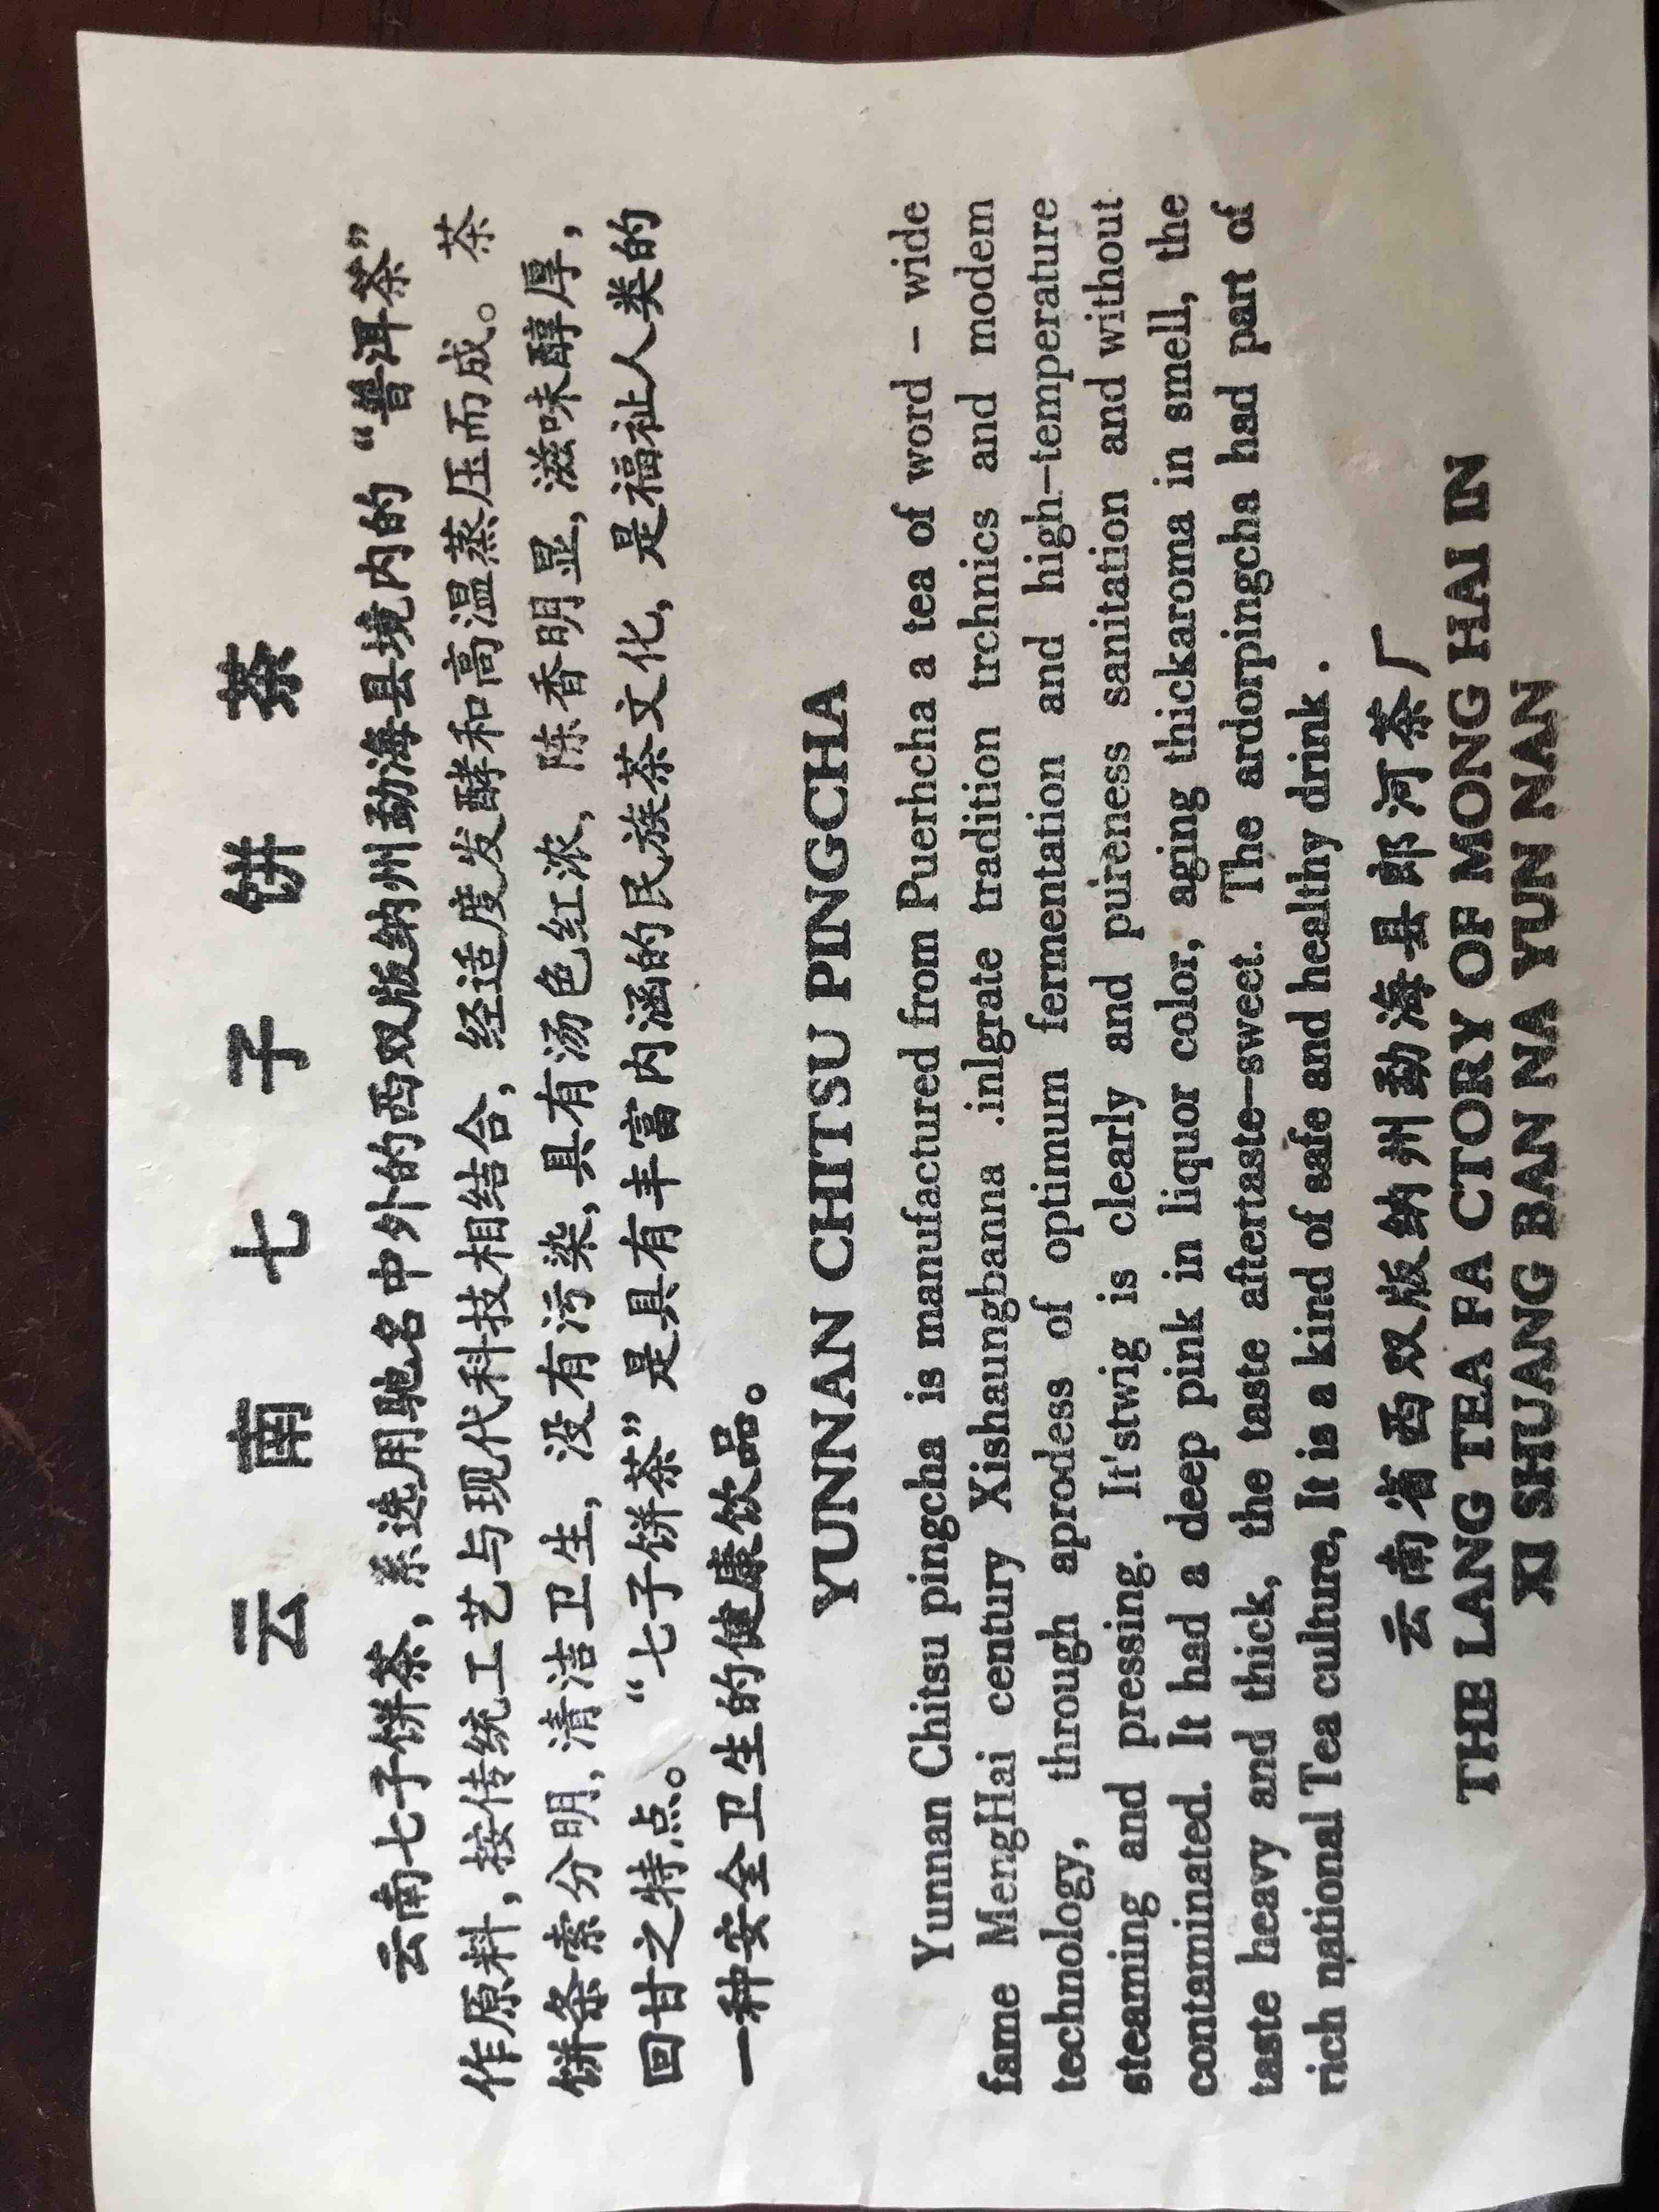 云南七子饼茶
云南七子饼茶，系选用驰名中外的西双版纳州勐海县境内的“普洱茶”
作原料，按传统工艺与现代科技相结合，经适度发酵和高温蒸压而成。茶
饼条索分明，清洁卫生，没有污染，具有汤色红浓，陈香明显，滋味醇厚，
回甘之特点。“七子饼茶”是具有丰富内涵的民族茶文化，是福祉人类的
一种安全卫生的健康饮品。
YUNNAN CHITSU PINGCHA
Yunnan Chitsu pingcha is manufactured from Puerhcha a tea of word - wide
fame MengHai century Xishaungbanna .inlgrate tradition trchnics and modem
technology, through aprodess of optimum fermentation and high-temperature
steaming and pressing. It'stwig is clearly and puireness sanitation and without
contaminated. It had a deep pink in liquor color, aging thickaroma in smell, the
taste heavy and thick, the taste aftertaste-sweet. The ardorpingcha had part of
rich national Tea culture, It is a kind of safe and healthy drink .
云南省西双版纳州勐海县郎河茶厂
THE LANG TEA FA CTORY OF MONG HAI IN
XI SHUANG BAN NA YUN NAN